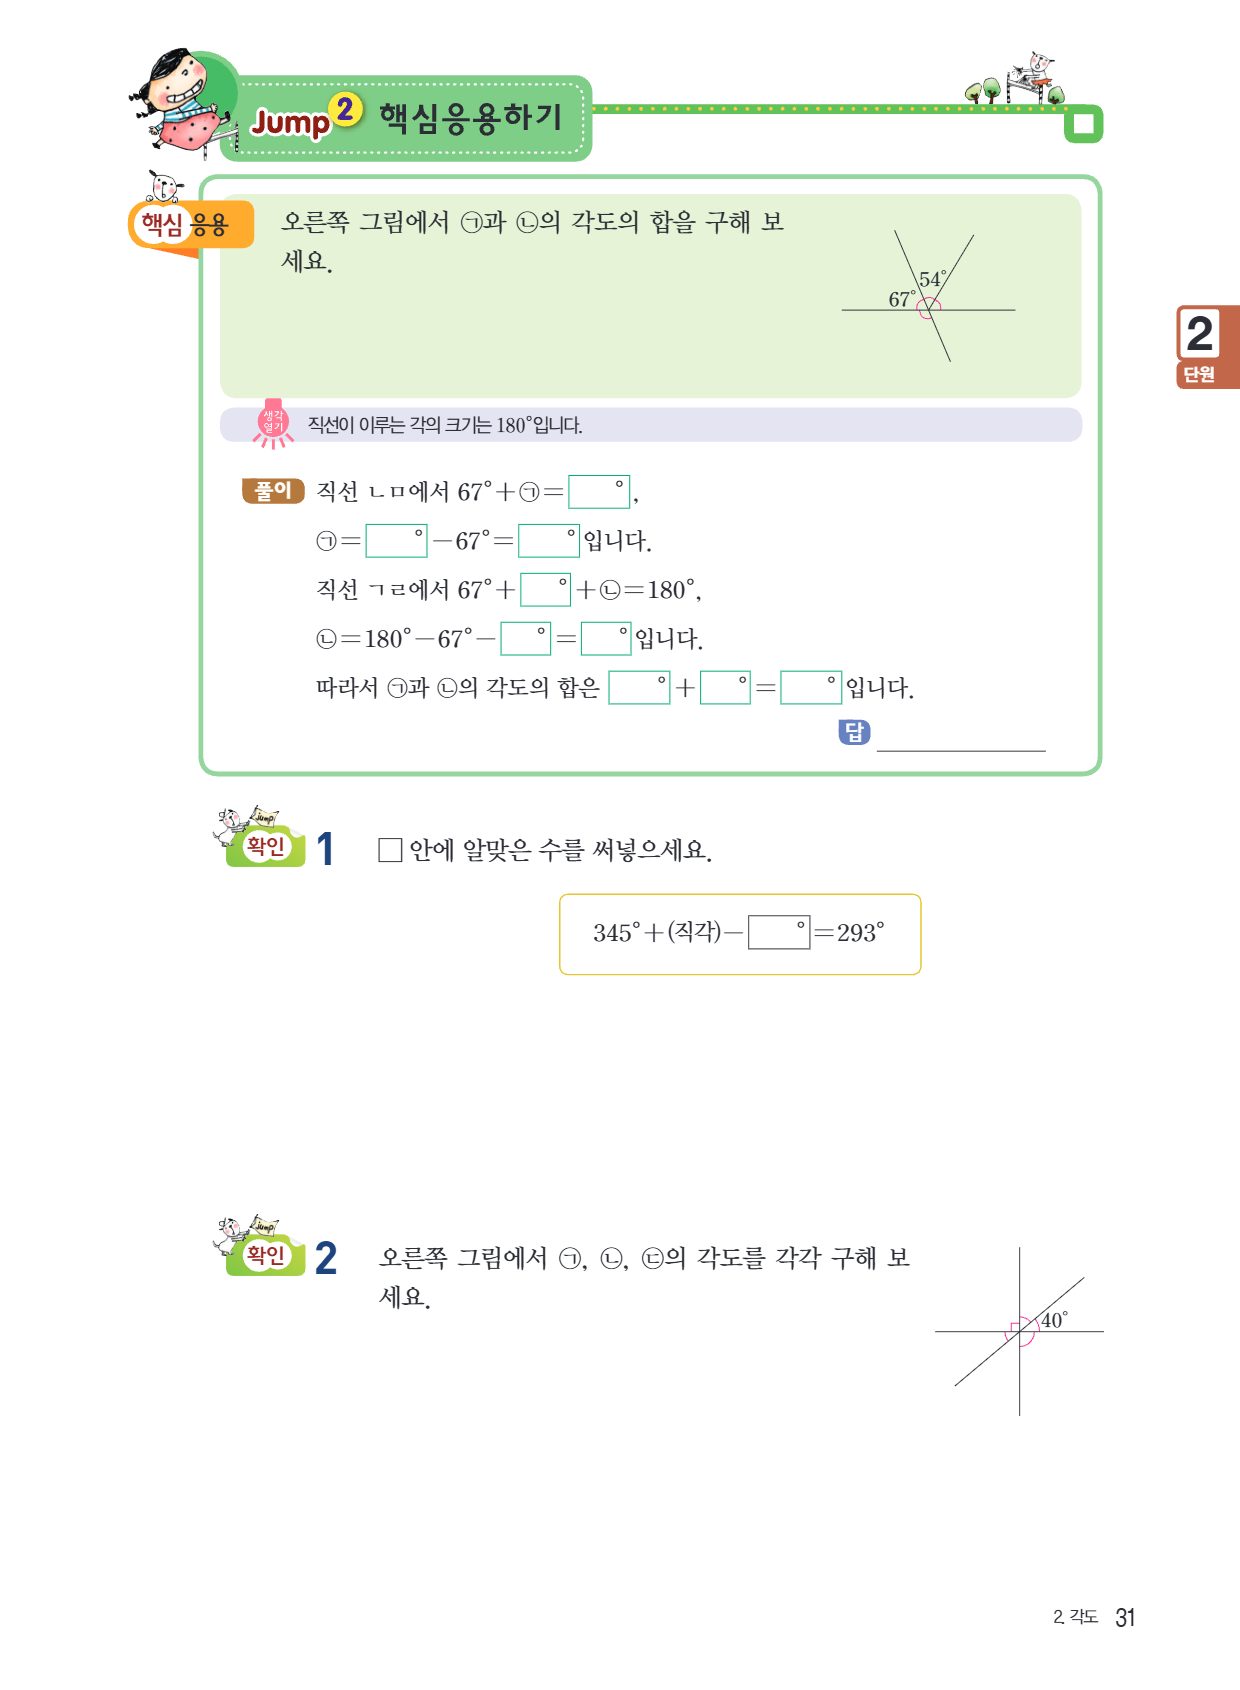 Jump 2 핵심응용하기
핵심 응용
오른쪽 그림에서 ㉠과 ㉡의 각도의 합을 구해 보
세요.
54°
67°
2
단원
생각
열기
직선이 이루는 각의 크기는 180°입니다.
풀이 직선 ㄴㅁ에서 67°+㉠=□°,
㉠=□°-67°=□°입니다.
직선 ㄱㄹ에서 67°+□°+㉡=180°,
㉡=180°-67°-□°=□°입니다.
따라서 ㉠과 ㉡의 각도의 합은 □°+□°=□°입니다.
답
Jump
확인 1 □ 안에 알맞은 수를 써넣으세요.
345°+(직각)-□°=293°
Jump
확인 2 오른쪽 그림에서 ㉠, ㉡, ㉢의 각도를 각각 구해 보
세요.
40°
2. 각도 31